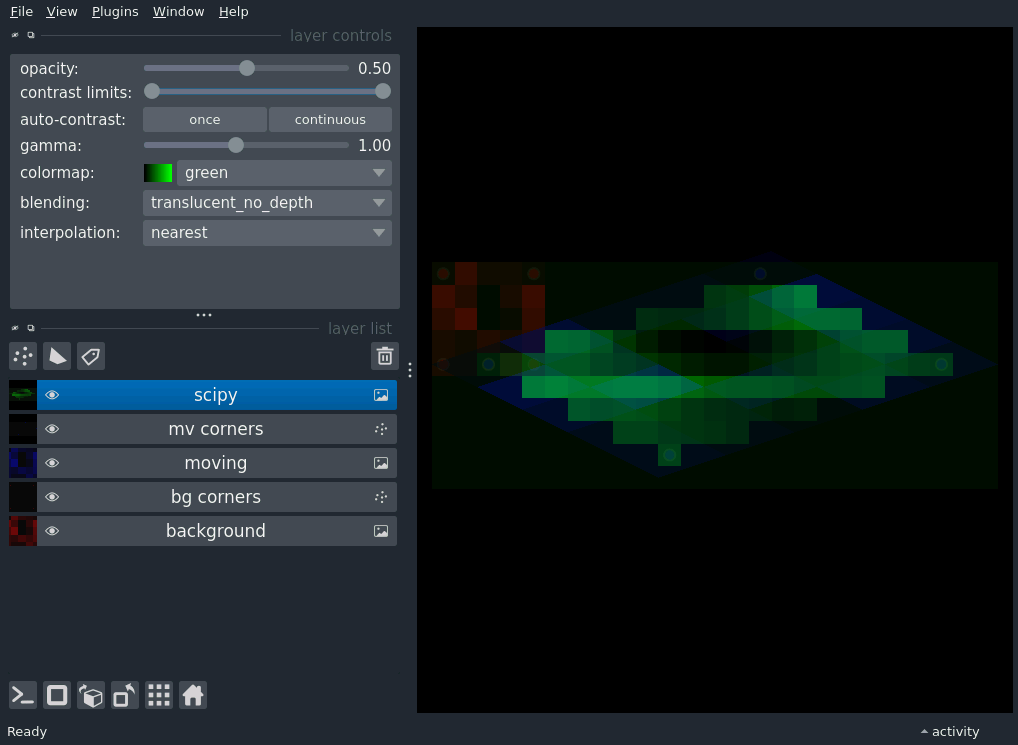 File View Plugins Window Help
layer controls
opacity: 0.50
contrast limits:
auto-contrast: once continuous
gamma: 1.00
colormap: green
blending: translucent_no_depth
interpolation: nearest
layer list
scipy
mv corners
moving
bg corners
background
Ready activity